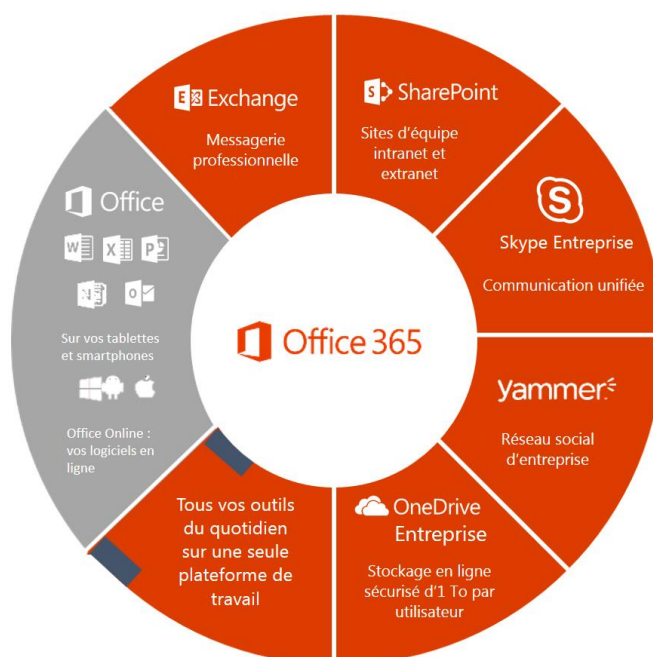 Exchange
Messagerie
professionnelle
SharePoint
Sites d'équipe
intranet et
extranet
Skype Entreprise
Communication unifiée
yammer
Réseau social
d'entreprise
OneDrive
Entreprise
Stockage en ligne
sécurisé d'1 To par
utilisateur
Tous vos outils
du quotidien
sur une seule
plateforme de
travail
Office
Sur vos tablettes
et smartphones
Office Online :
vos logiciels en
ligne
Office 365